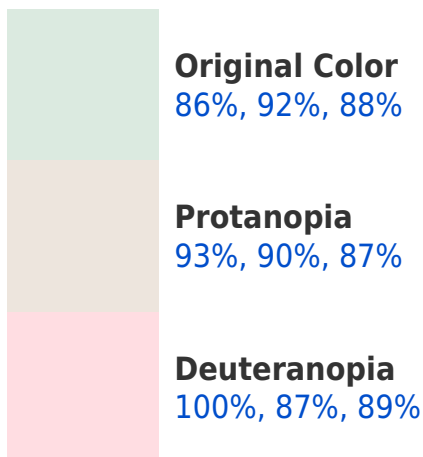 Original Color
86%, 92%, 88%
Protanopia
93%, 90%, 87%
Deuteranopia
100%, 87%, 89%